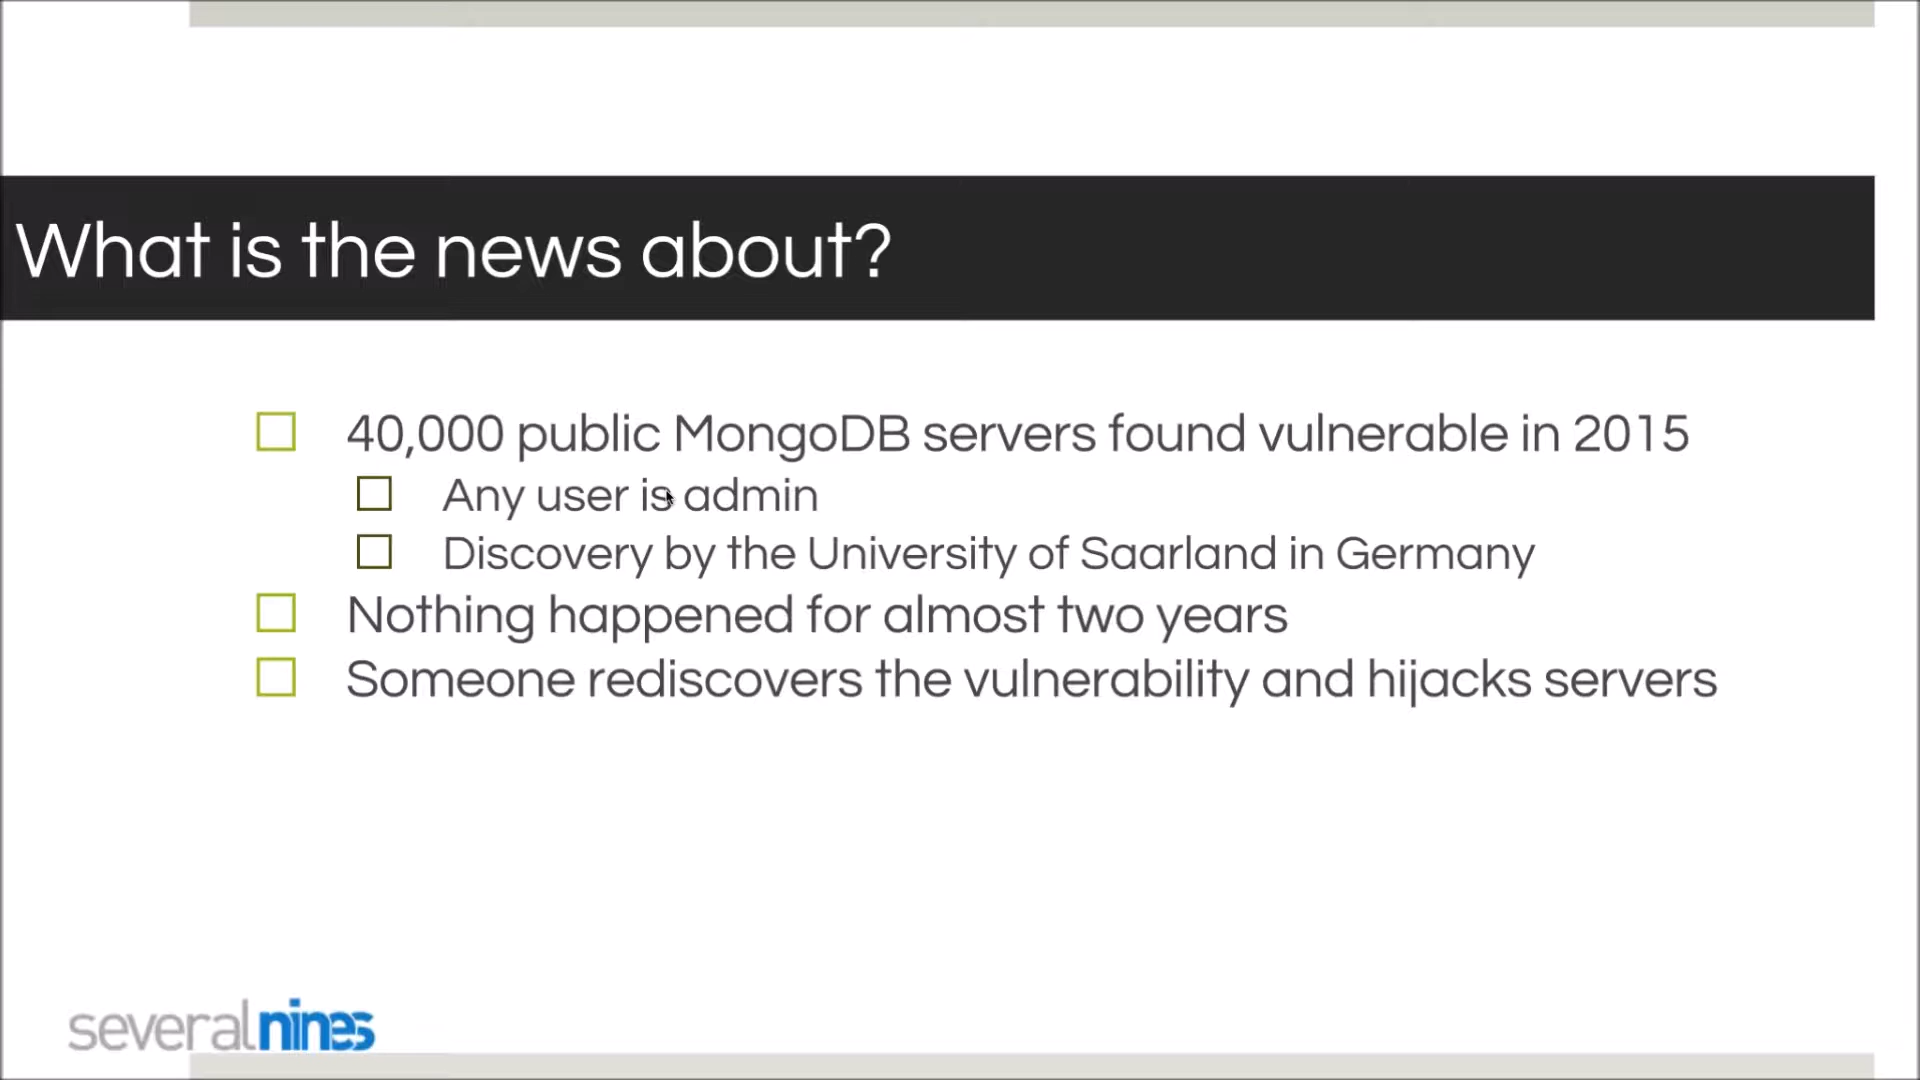 What is the news about?
40,000 public MongoDB servers found vulnerable in 2015
Any user is admin
Discovery by the University of Saarland in Germany
Nothing happened for almost two years
Someone rediscovers the vulnerability and hijacks servers
severalnines